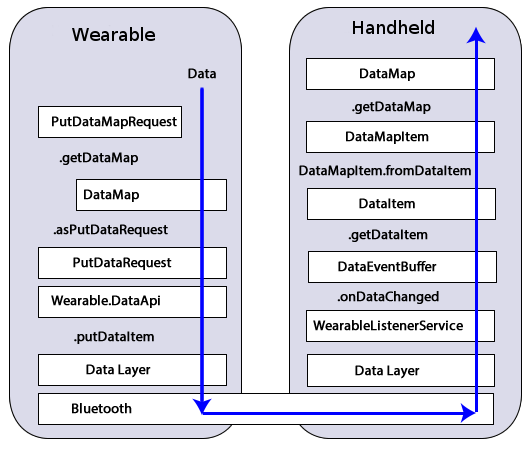 Wearable
Data
PutDataMapRequest
.getDataMap
DataMap
.asPutDataRequest
PutDataRequest
Wearable.DataApi
.putDataItem
Data Layer
Bluetooth
Handheld
DataMap
.getDataMap
DataMapItem
DataMapItem.fromDataItem
DataItem
.getDataItem
DataEventBuffer
.onDataChanged
WearableListenerService
Data Layer